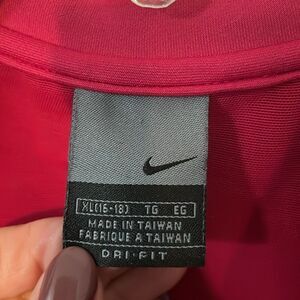 XL(16-18) TG EG
MADE IN TAIWAN
FABRIQUE A TAIWAN
DRI·FIT